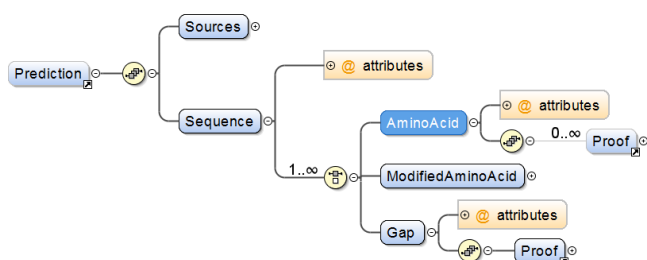 Sources
@ attributes
Prediction
@ attributes
Sequence
AminoAcid
0..∞
Proof
1..∞
ModifiedAminoAcid
@ attributes
Gap
Proof